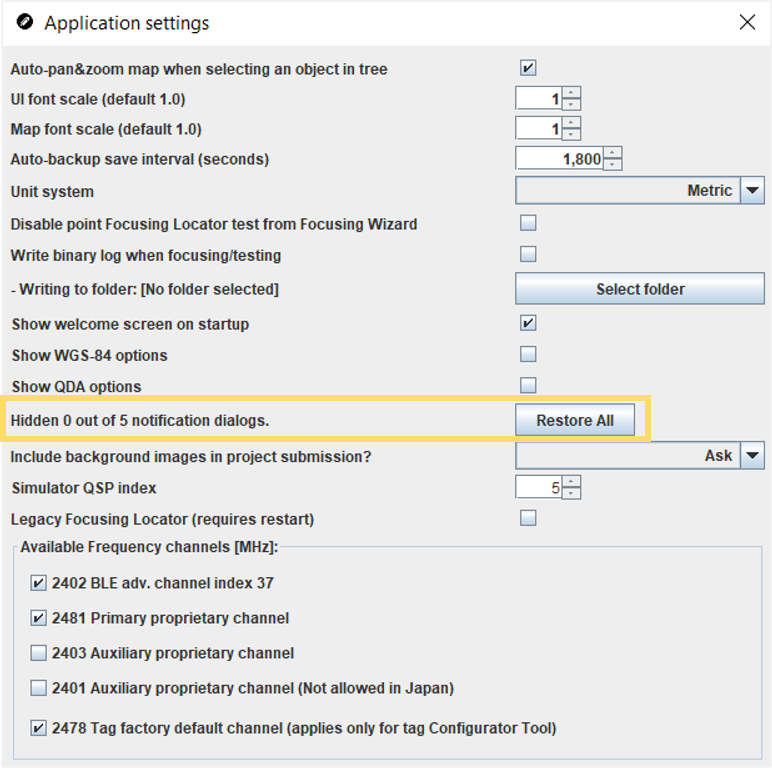 Application settings
Auto-pan&zoom map when selecting an object in tree
UI font scale (default 1.0) 1
Map font scale (default 1.0) 1
Auto-backup save interval (seconds) 1,800
Unit system Metric
Disable point Focusing Locator test from Focusing Wizard
Write binary log when focusing/testing
- Writing to folder: [No folder selected] Select folder
Show welcome screen on startup
Show WGS-84 options
Show QDA options
Hidden 0 out of 5 notification dialogs. Restore All
Include background images in project submission? Ask
Simulator QSP index 5
Legacy Focusing Locator (requires restart)
Available Frequency channels [MHz]:
2402 BLE adv. channel index 37
2481 Primary proprietary channel
2403 Auxiliary proprietary channel
2401 Auxiliary proprietary channel (Not allowed in Japan)
2478 Tag factory default channel (applies only for tag Configurator Tool)